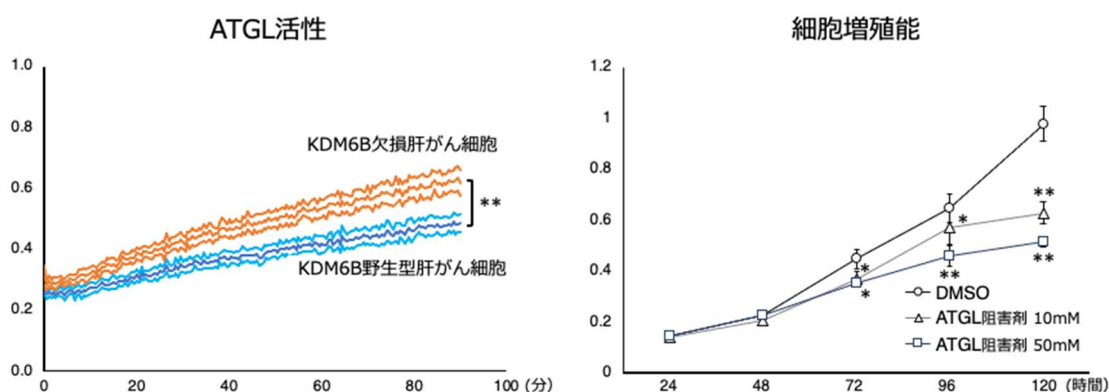 ATGL活性
1.0
0.8
0.6
0.4
0.2
0.0
0 20 40 60 80 100 (分)
KDM6B欠損肝がん細胞
**
KDM6B野生型肝がん細胞
細胞増殖能
1.2
1
0.8
0.6
0.4
0.2
0
24 48 72 96 120 (時間)
*
*
*
**
**
**
DMSO
ATGL阻害剤 10mM
ATGL阻害剤 50mM